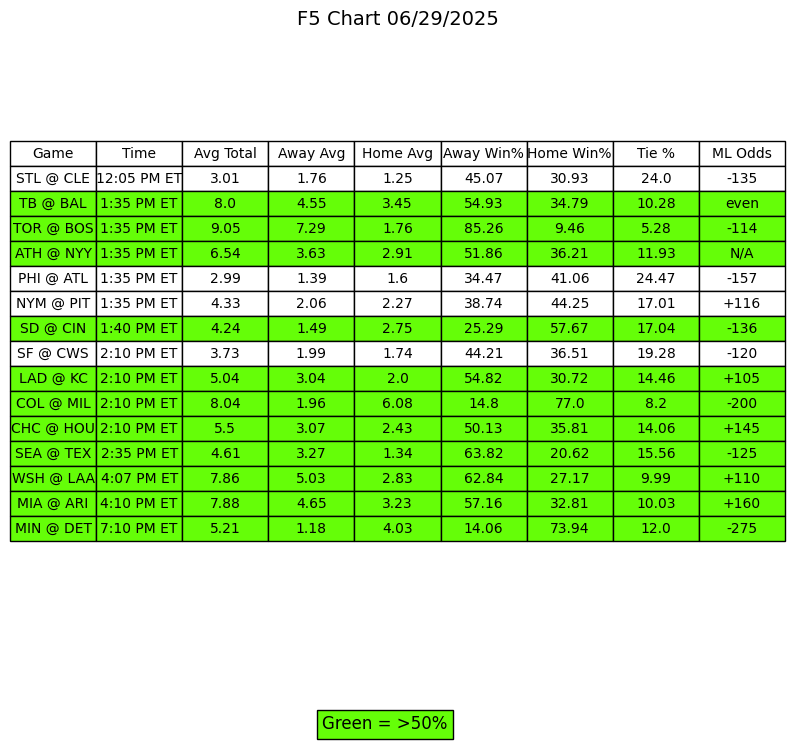 F5 Chart 06/29/2025
Game Time Avg Total Away Avg Home Avg Away Win% Home Win% Tie % ML Odds
STL @ CLE 12:05 PM ET 3.01 1.76 1.25 45.07 30.93 24.0 -135
TB @ BAL 1:35 PM ET 8.0 4.55 3.45 54.93 34.79 10.28 even
TOR @ BOS 1:35 PM ET 9.05 7.29 1.76 85.26 9.46 5.28 -114
ATH @ NYY 1:35 PM ET 6.54 3.63 2.91 51.86 36.21 11.93 N/A
PHI @ ATL 1:35 PM ET 2.99 1.39 1.6 34.47 41.06 24.47 -157
NYM @ PIT 1:35 PM ET 4.33 2.06 2.27 38.74 44.25 17.01 +116
SD @ CIN 1:40 PM ET 4.24 1.49 2.75 25.29 57.67 17.04 -136
SF @ CWS 2:10 PM ET 3.73 1.99 1.74 44.21 36.51 19.28 -120
LAD @ KC 2:10 PM ET 5.04 3.04 2.0 54.82 30.72 14.46 +105
COL @ MIL 2:10 PM ET 8.04 1.96 6.08 14.8 77.0 8.2 -200
CHC @ HOU 2:10 PM ET 5.5 3.07 2.43 50.13 35.81 14.06 +145
SEA @ TEX 2:35 PM ET 4.61 3.27 1.34 63.82 20.62 15.56 -125
WSH @ LAA 4:07 PM ET 7.86 5.03 2.83 62.84 27.17 9.99 +110
MIA @ ARI 4:10 PM ET 7.88 4.65 3.23 57.16 32.81 10.03 +160
MIN @ DET 7:10 PM ET 5.21 1.18 4.03 14.06 73.94 12.0 -275
Green = >50%